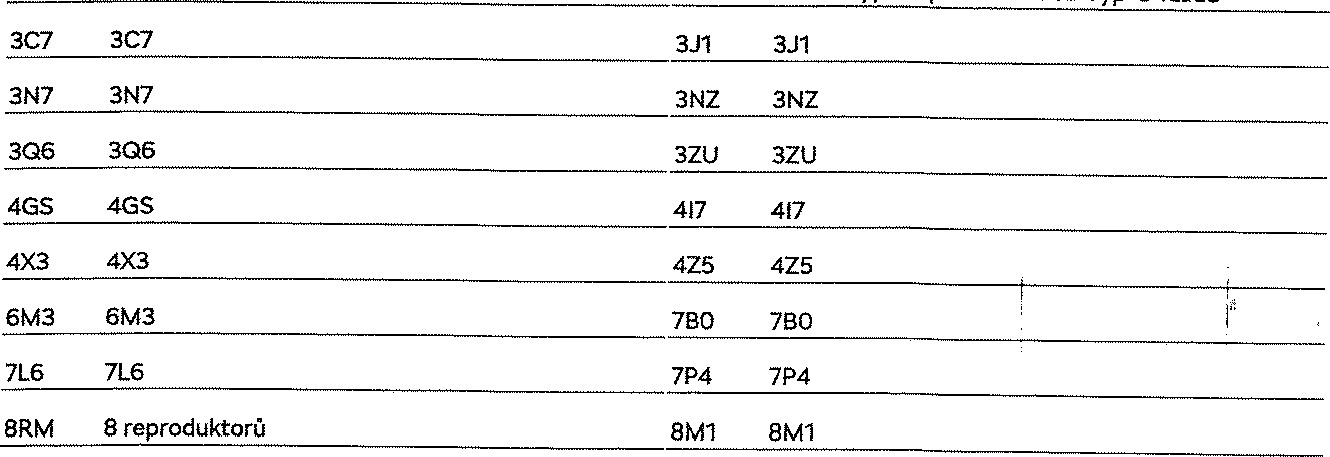 3C7 3C7 3J1 3J1
3N7 3N7 3NZ 3NZ
3Q6 3Q6 3ZU 3ZU
4GS 4GS 4I7 4I7
4X3 4X3 4Z5 4Z5
6M3 6M3 7B0 7B0
7L6 7L6 7P4 7P4
8RM 8 reproduktorů 8M1 8M1